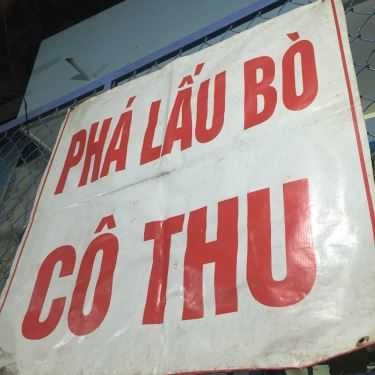 PHÁ LẤU BÒ
CÔ THU